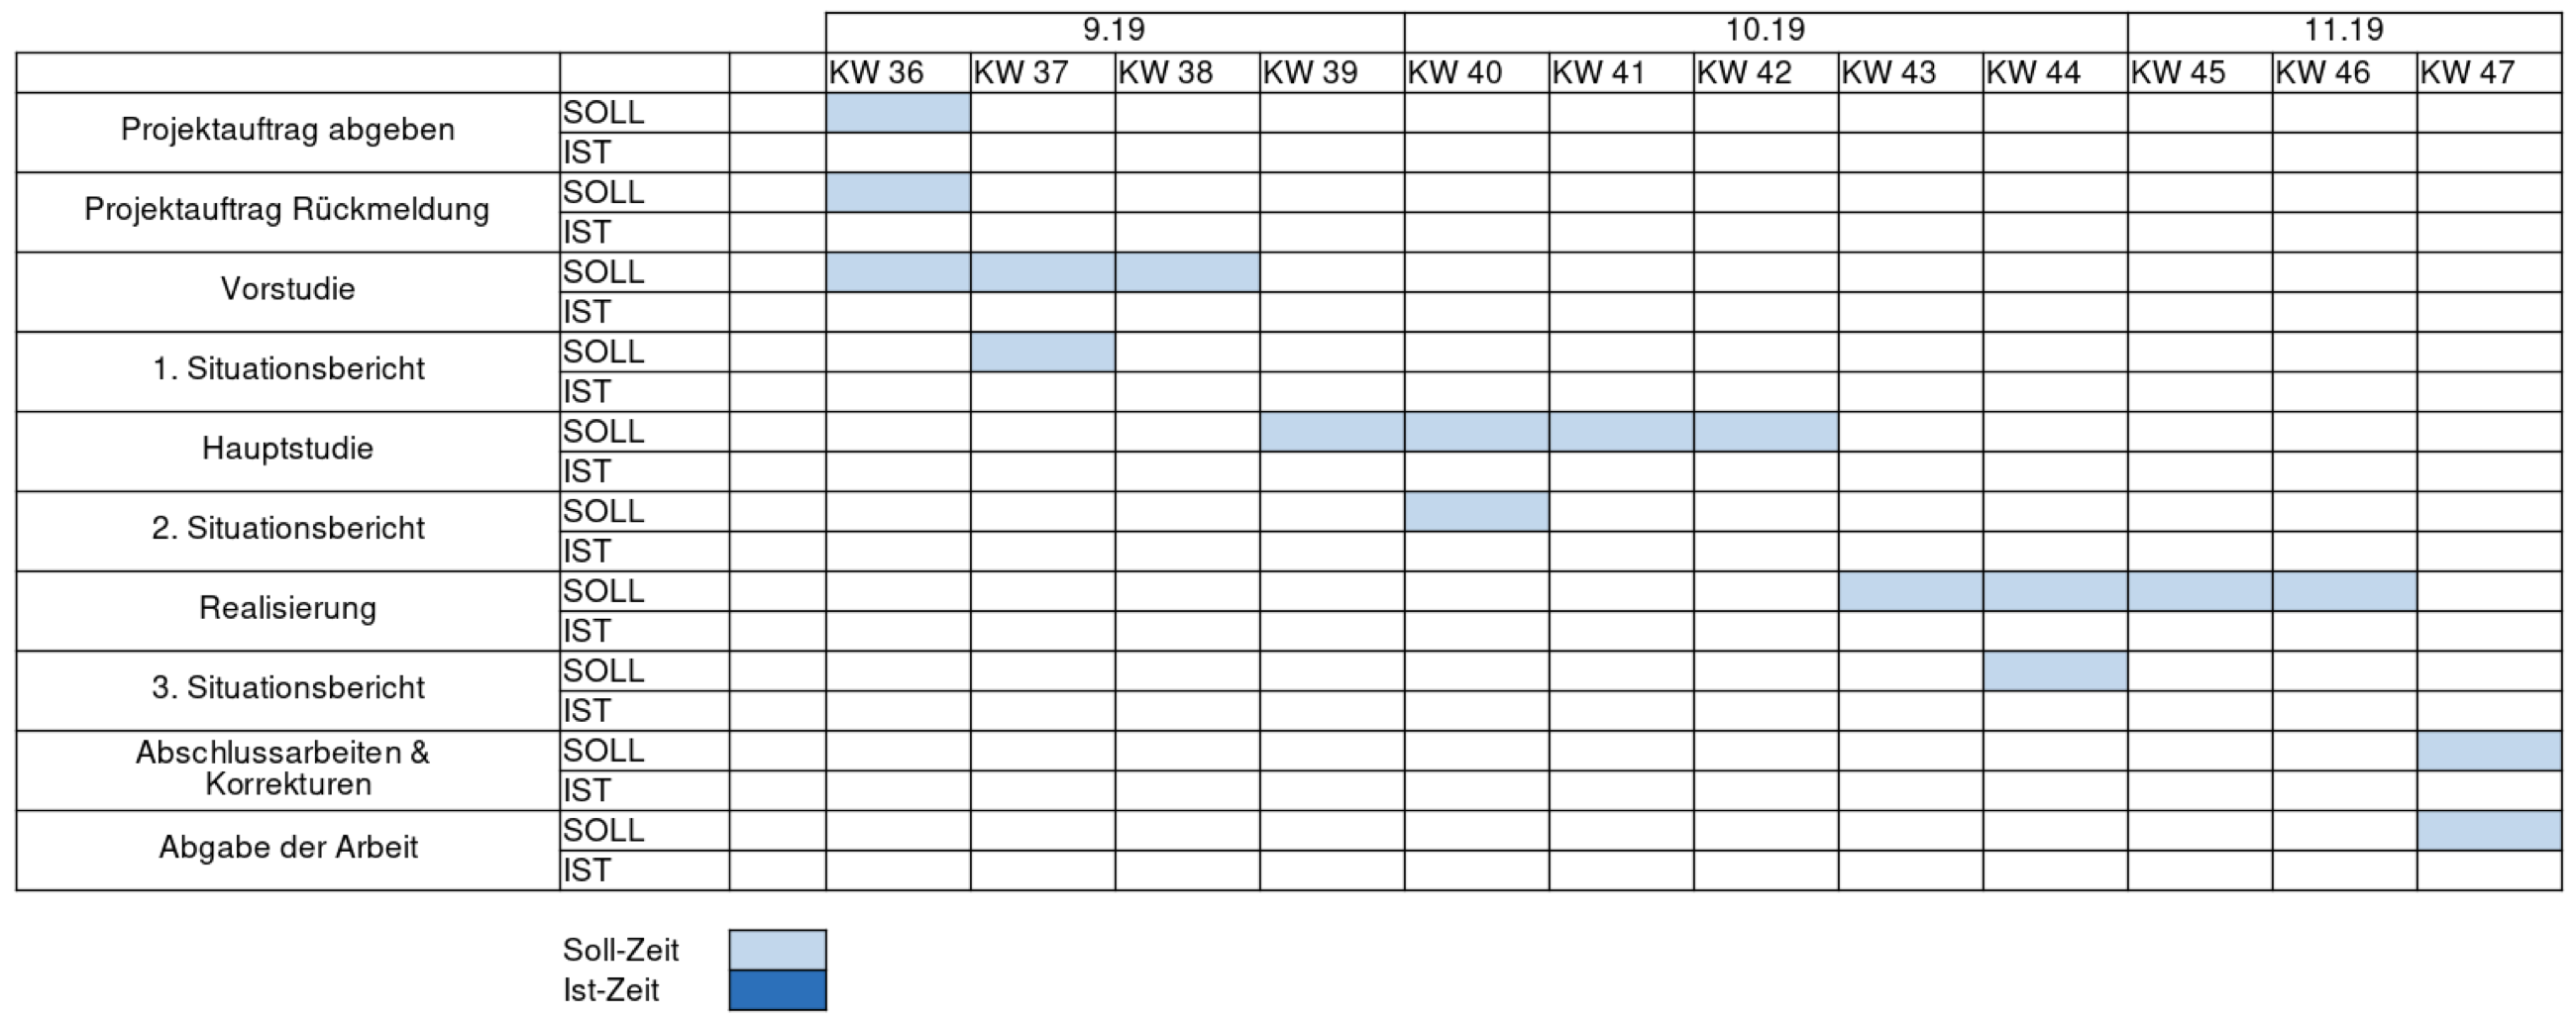 9.19 10.19 11.19
KW 36 KW 37 KW 38 KW 39 KW 40 KW 41 KW 42 KW 43 KW 44 KW 45 KW 46 KW 47
Projektauftrag abgeben
SOLL
IST
Projektauftrag Rückmeldung
SOLL
IST
Vorstudie
SOLL
IST
1. Situationsbericht
SOLL
IST
Hauptstudie
SOLL
IST
2. Situationsbericht
SOLL
IST
Realisierung
SOLL
IST
3. Situationsbericht
SOLL
IST
Abschlussarbeiten &
Korrekturen
SOLL
IST
Abgabe der Arbeit
SOLL
IST
Soll-Zeit
Ist-Zeit